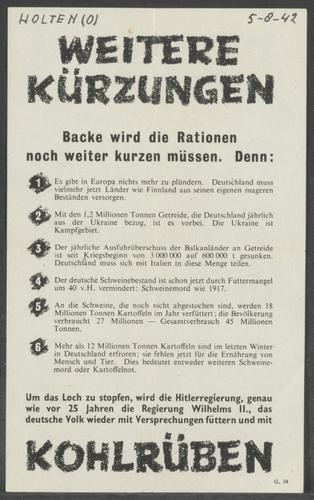 HOLTEN (O) 5-8-42
WEITERE
KÜRZUNGEN
Backe wird die Rationen
noch weiter kurzen müssen. Denn:
1 Es gibt in Europa nichts mehr zu plündern. Deutschland muss
vielmehr jetzt Länder wie Finnland aus seinen eigenen mageren
Beständen versorgen.
2 Mit den 1,2 Millionen Tonnen Getreide, die Deutschland jährlich
aus der Ukraine bezog, ist es vorbei. Die Ukraine ist
Kampfgebiet.
3 Der jährliche Ausfuhrüberschuss der Balkanländer an Getreide
ist seit Kriegsbeginn von 3 000 000 auf 600 000 t gesunken.
Deutschland muss sich mit Italien in diese Menge teilen.
4 Der deutsche Schweinebestand ist schon jetzt durch Futtermangel
um 40 v.H. vermindert: Schweinemord wie 1917.
5 An die Schweine, die noch nicht abgestochen sind, werden 18
Millionen Tonnen Kartoffeln im Jahr verfüttert; die Bevölkerung
verbraucht 27 Millionen — Gesamtverbrauch 45 Millionen
Tonnen.
6 Mehr als 12 Millionen Tonnen Kartoffeln sind im letzten Winter
in Deutschland erfroren; sie fehlen jetzt für die Ernährung von
Mensch und Tier. Dies bedeutet entweder weiteren Schweine-
mord oder Kartoffelnot.
Um das Loch zu stopfen, wird die Hitlerregierung, genau
wie vor 25 Jahren die Regierung Wilhelms II., das
deutsche Volk wieder mit Versprechungen füttern und mit
KOHLRÜBEN
G. 34